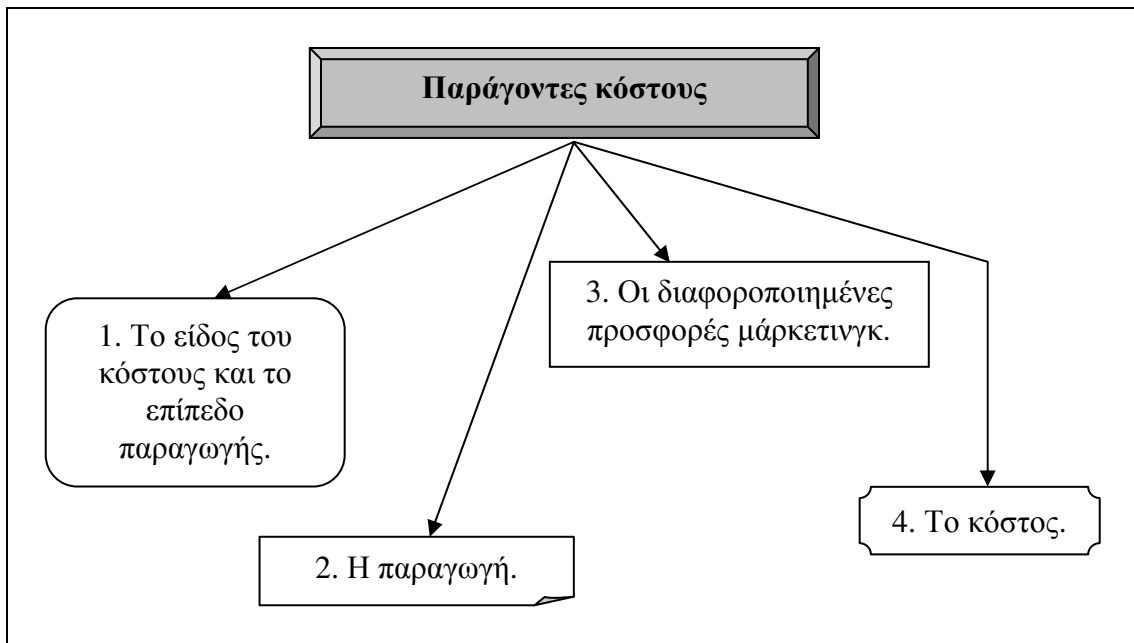 Παράγοντες κόστους
1. Το είδος του
κόστους και το
επίπεδο
παραγωγής.
2. Η παραγωγή.
3. Οι διαφοροποιημένες
προσφορές μάρκετινγκ.
4. Το κόστος.